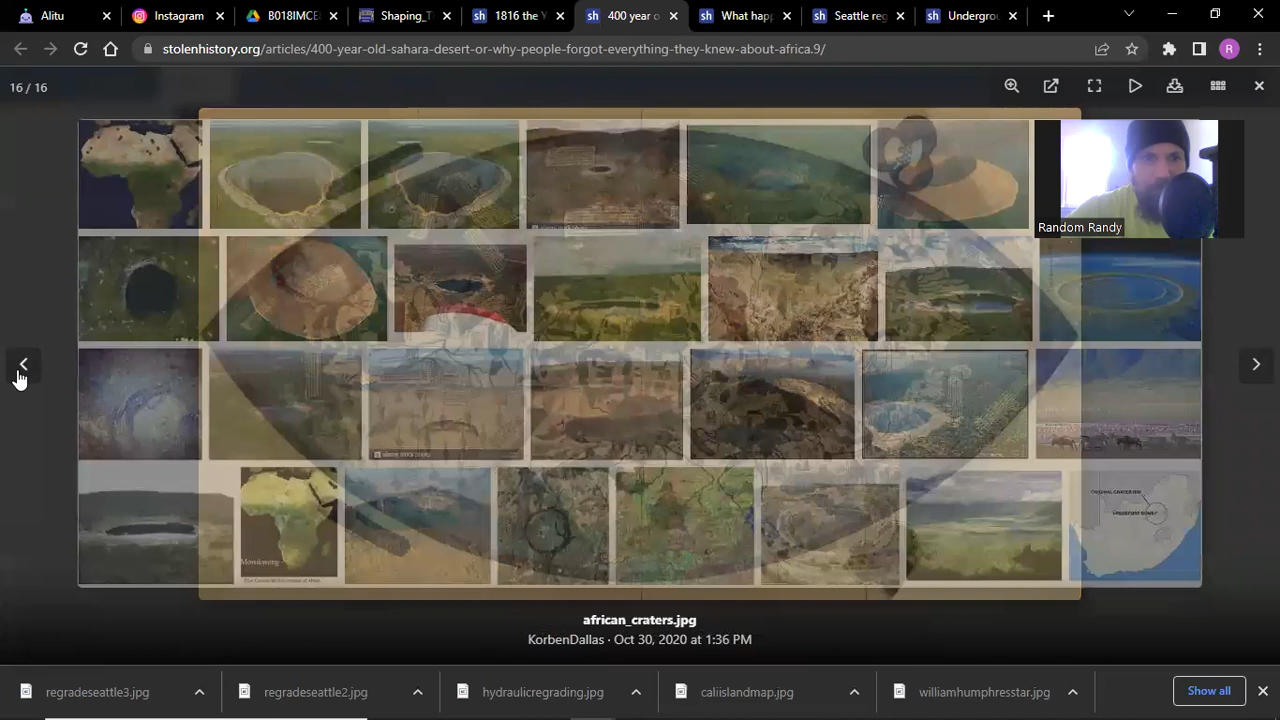 Alitu
Instagram
B018IMCE
Shaping_T
1816 the Y
400 year o
What hap
Seattle reg
Undergrou
stolenhistory.org/articles/400-year-old-sahara-desert-or-why-people-forgot-everything-they-knew-about-africa.9/
R
16 / 16
Random Randy
african_craters.jpg
KorbenDallas · Oct 30, 2020 at 1:36 PM
regradeseattle3.jpg
regradeseattle2.jpg
hydraulicregrading.jpg
caliislandmap.jpg
williamhumphresstar.jpg
Show all